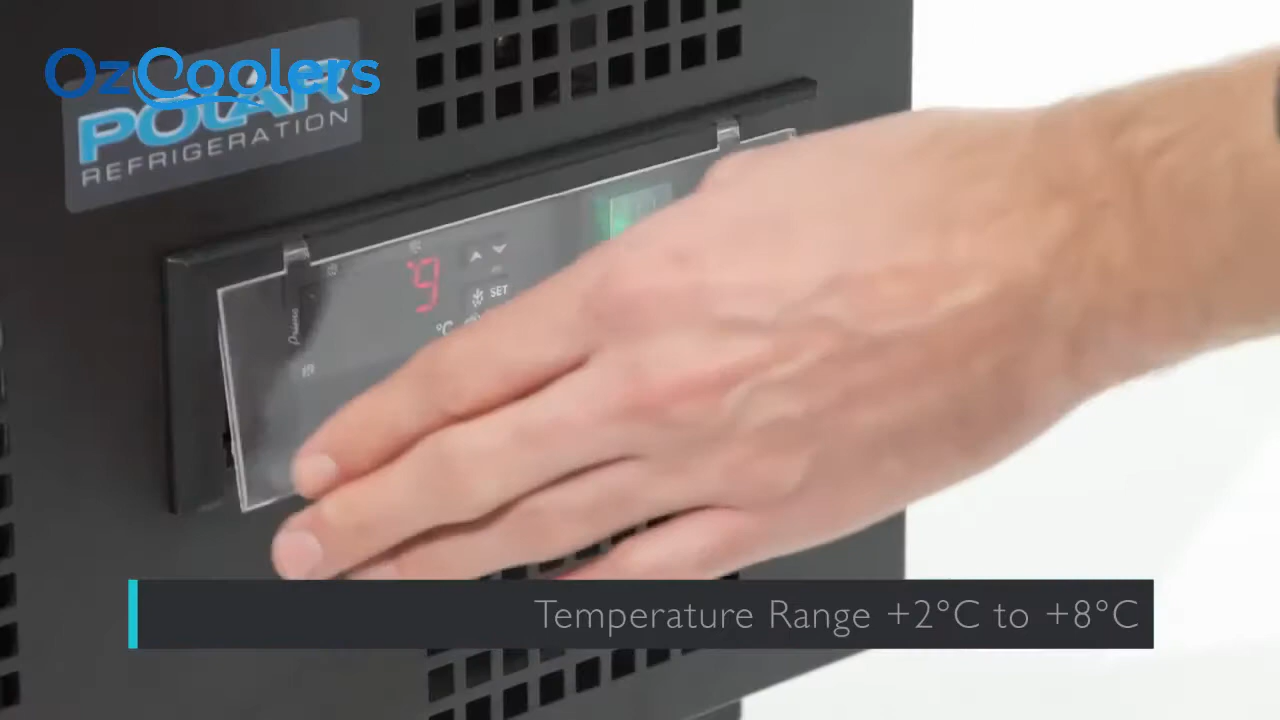 OzCoolers
POLAR
REFRIGERATION
9
SET
°C
Temperature Range +2°C to +8°C